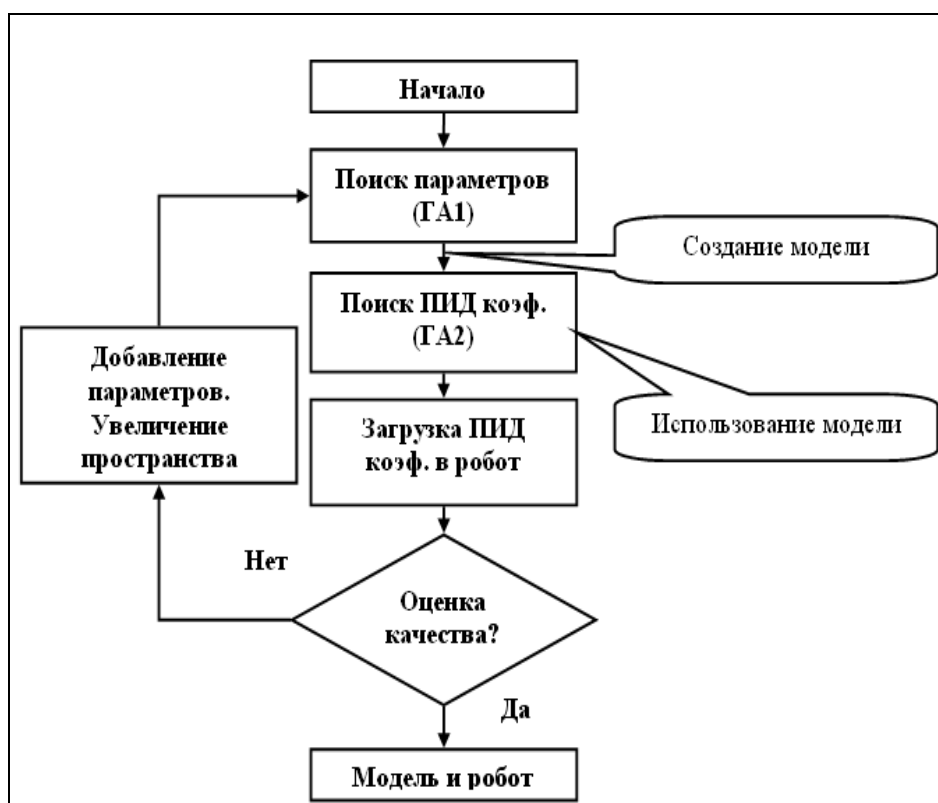 Начало
Поиск параметров
(ГА1)
Создание модели
Поиск ПИД коэф.
(ГА2)
Добавление
параметров.
Увеличение
пространства
Загрузка ПИД
коэф. в робот
Использование модели
Нет
Оценка
качества?
Да
Модель и робот